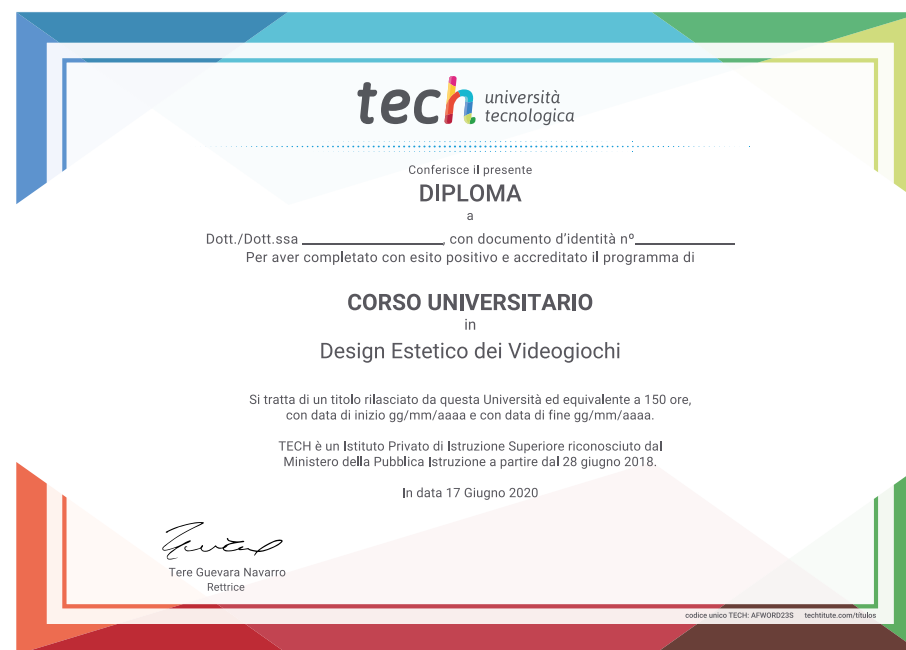 tech università
tecnologica
Conferisce il presente
DIPLOMA
a
Dott./Dott.ssa ____________________, con documento d'identità nº______________
Per aver completato con esito positivo e accreditato il programma di
CORSO UNIVERSITARIO
in
Design Estetico dei Videogiochi
Si tratta di un titolo rilasciato da questa Università ed equivalente a 150 ore,
con data di inizio gg/mm/aaaa e con data di fine gg/mm/aaaa.
TECH è un Istituto Privato di Istruzione Superiore riconosciuto dal
Ministero della Pubblica Istruzione a partire dal 28 giugno 2018.
In data 17 Giugno 2020
Tere Guevara Navarro
Rettrice
codice unico TECH: AFWORD23S techtitute.com/titulos